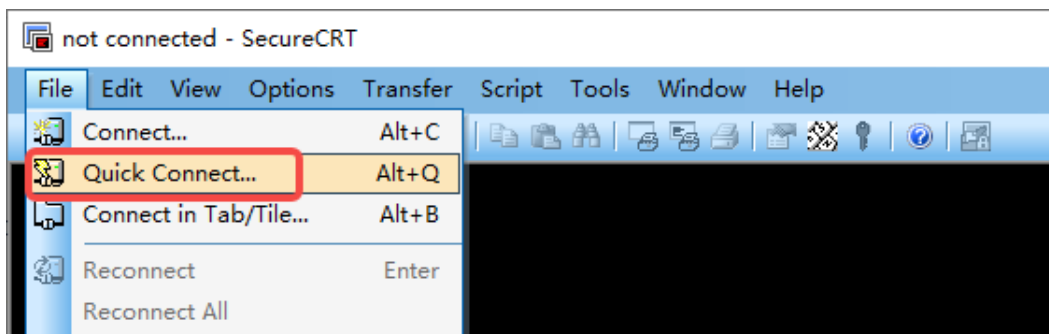 not connected - SecureCRT
File Edit View Options Transfer Script Tools Window Help
Connect... Alt+C
Quick Connect... Alt+Q
Connect in Tab/Tile... Alt+B
Reconnect Enter
Reconnect All